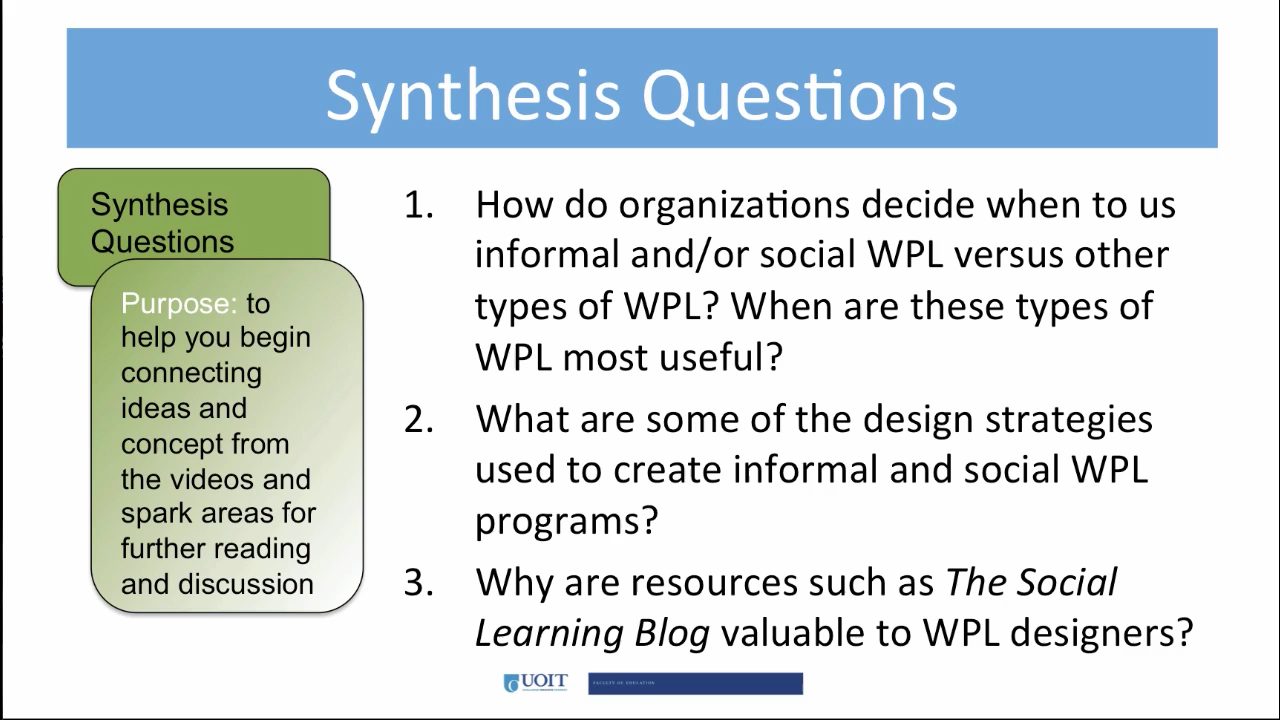 Synthesis Questions
Synthesis
Questions
Purpose: to
help you begin
connecting
ideas and
concept from
the videos and
spark areas for
further reading
and discussion
1. How do organizations decide when to us
informal and/or social WPL versus other
types of WPL? When are these types of
WPL most useful?
2. What are some of the design strategies
used to create informal and social WPL
programs?
3. Why are resources such as The Social
Learning Blog valuable to WPL designers?
UOIT
FACULTY OF EDUCATION